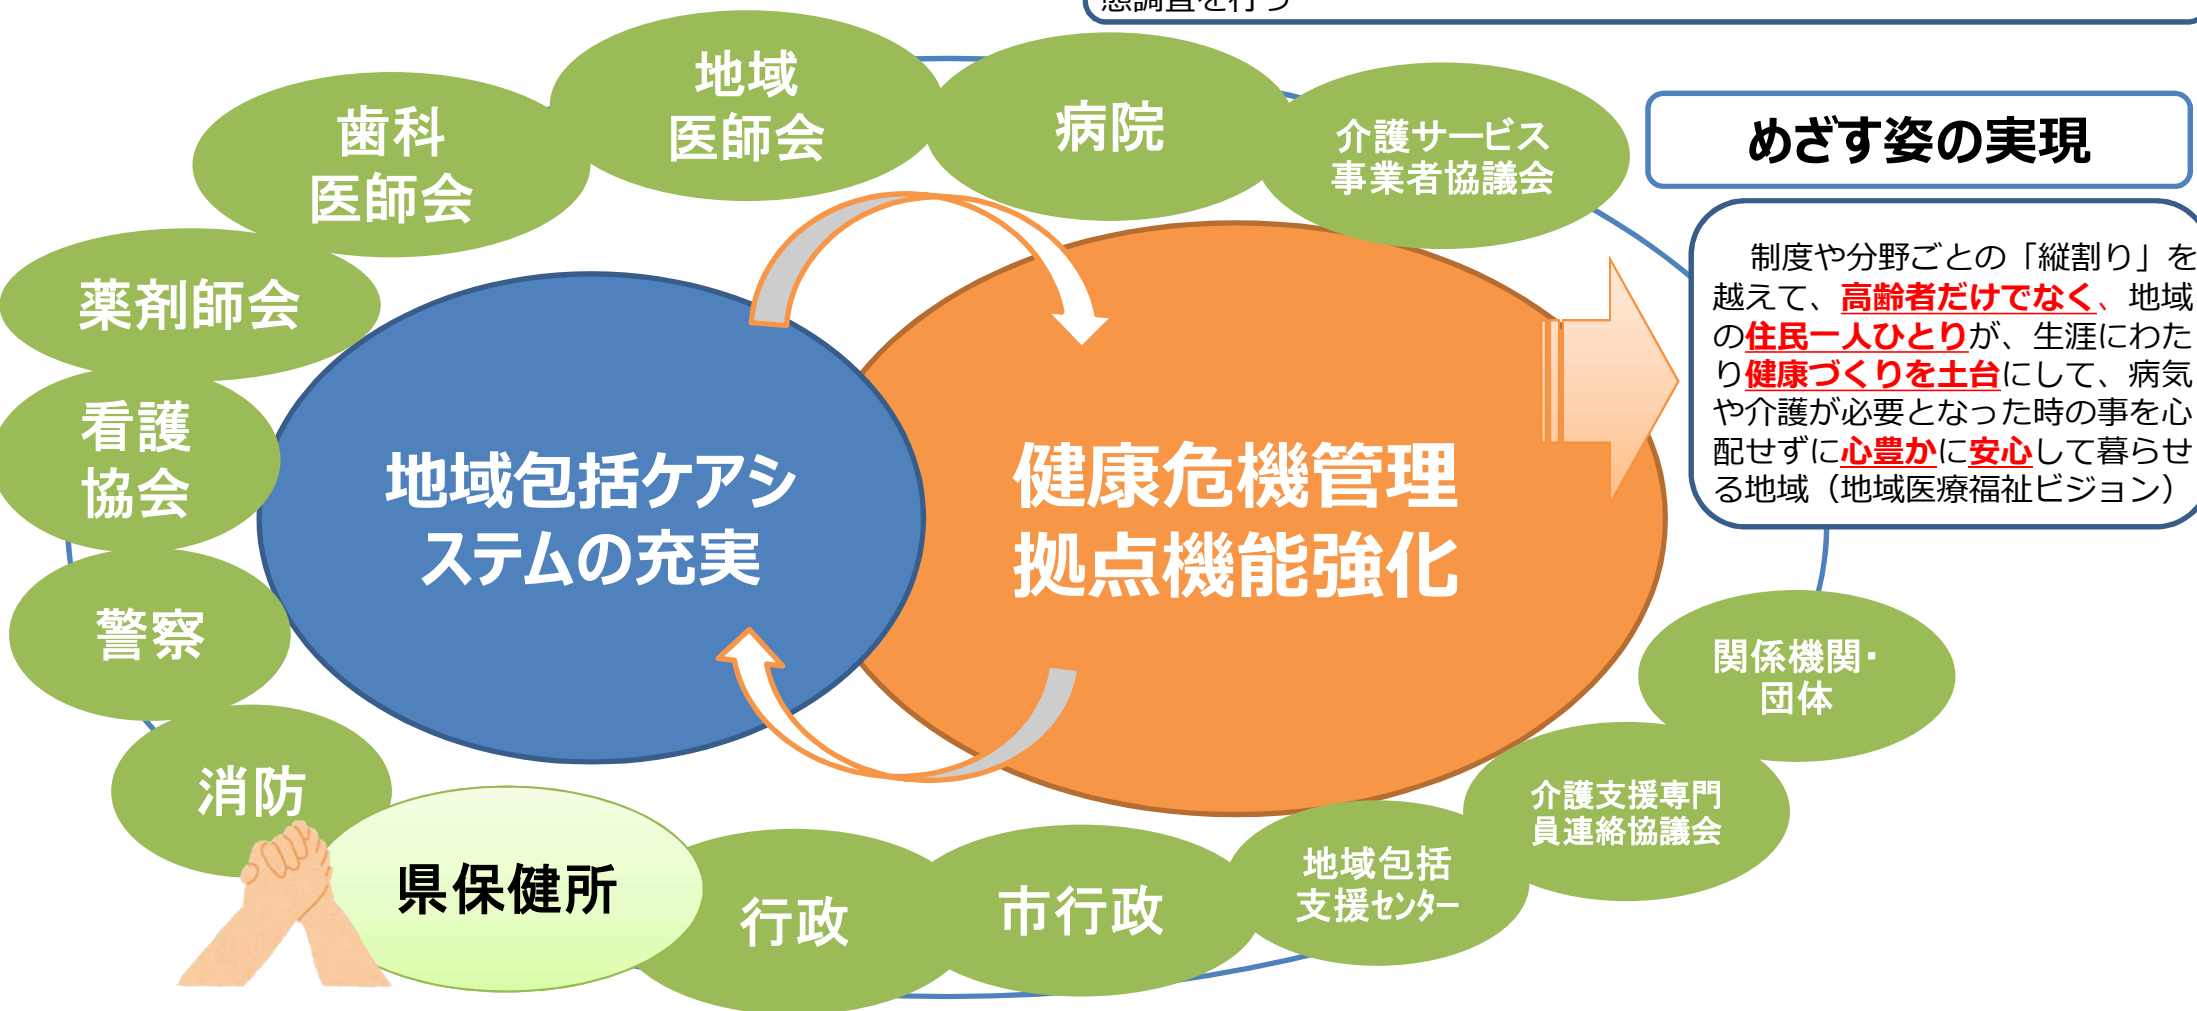 態調査を行う
地域
医師会
病院
歯科
医師会
介護サービス
事業者協議会
めざす姿の実現
制度や分野ごとの「縦割り」を
越えて、高齢者だけでなく、地域
の住民一人ひとりが、生涯にわた
り健康づくりを土台にして、病気
や介護が必要となった時の事を心
配せずに心豊かに安心して暮らせ
る地域（地域医療福祉ビジョン）
薬剤師会
看護
協会
地域包括ケアシ
ステムの充実
健康危機管理
拠点機能強化
警察
関係機関・
団体
消防
介護支援専門
員連絡協議会
県保健所
行政
市行政
地域包括
支援ｾﾝﾀｰ